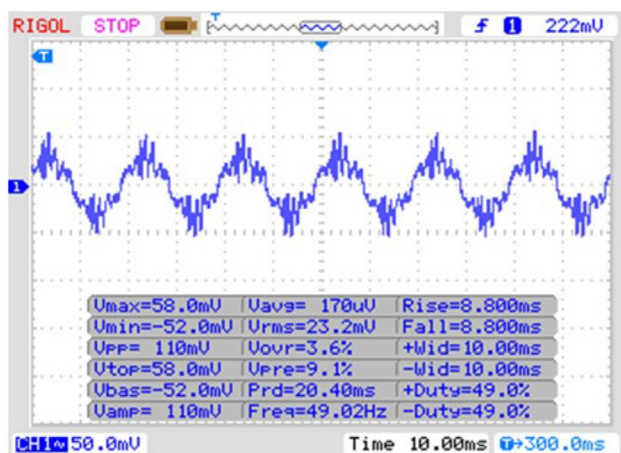 RIGOL STOP T f 1 222mV
T
1
Vmax=58.0mV Vavg= 170uV Rise=8.800ms
Vmin=-52.0mV Vrms=23.2mV Fall=8.800ms
Vpp= 110mV Vovr=3.6% +Wid=10.00ms
Vtop=58.0mV Vpre=9.1% -Wid=10.00ms
Vbas=-52.0mV Prd=20.40ms +Duty=49.0%
Vamp= 110mV Freq=49.02Hz -Duty=49.0%
CH1~ 50.0mV Time 10.00ms T→300.0ms